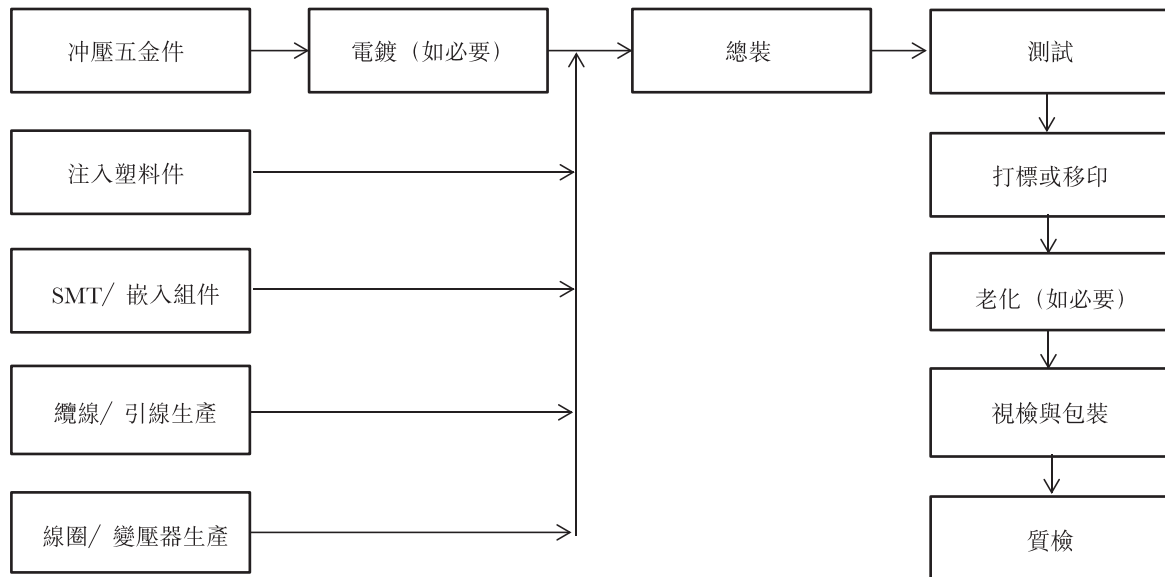 冲壓五金件
電鍍（如必要）
總裝
測試
注入塑料件
打標或移印
SMT/ 嵌入組件
老化（如必要）
纜線/ 引線生產
視檢與包裝
線圈/ 變壓器生產
質檢